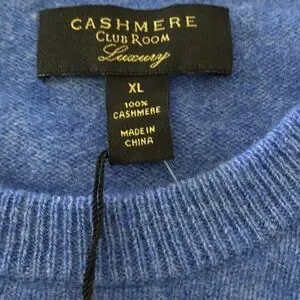 CASHMERE
CLUB ROOM
Luxury
XL
100%
CASHMERE
MADE IN
CHINA